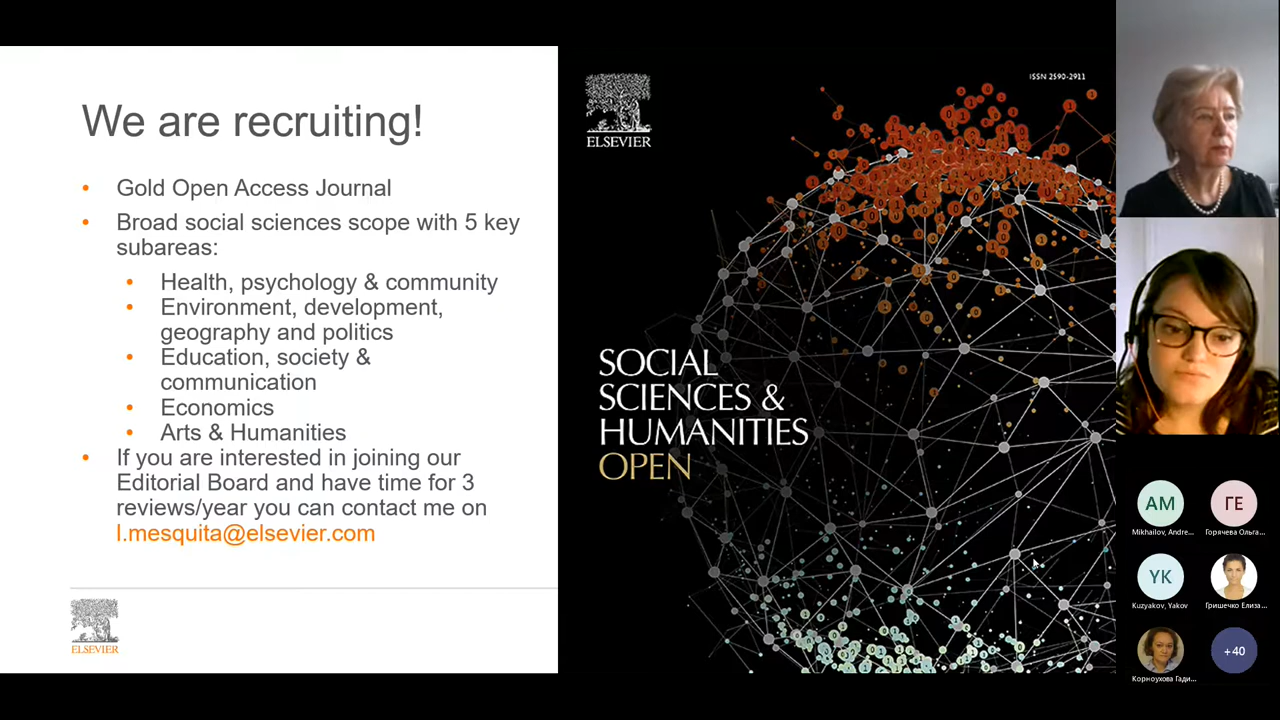 We are recruiting!
• Gold Open Access Journal
• Broad social sciences scope with 5 key
subareas:
• Health, psychology & community
• Environment, development,
geography and politics
• Education, society &
communication
• Economics
• Arts & Humanities
• If you are interested in joining our
Editorial Board and have time for 3
reviews/year you can contact me on
l.mesquita@elsevier.com
ELSEVIER
ELSEVIER
ISSN 2590-2911
SOCIAL
SCIENCES &
HUMANITIES
OPEN
AM
Mikhailov, Andre...
ГЕ
Горячева Ольга...
YK
Kuzyakov, Yakov
Гришечко Елиза...
Корноухова Гади...
+40